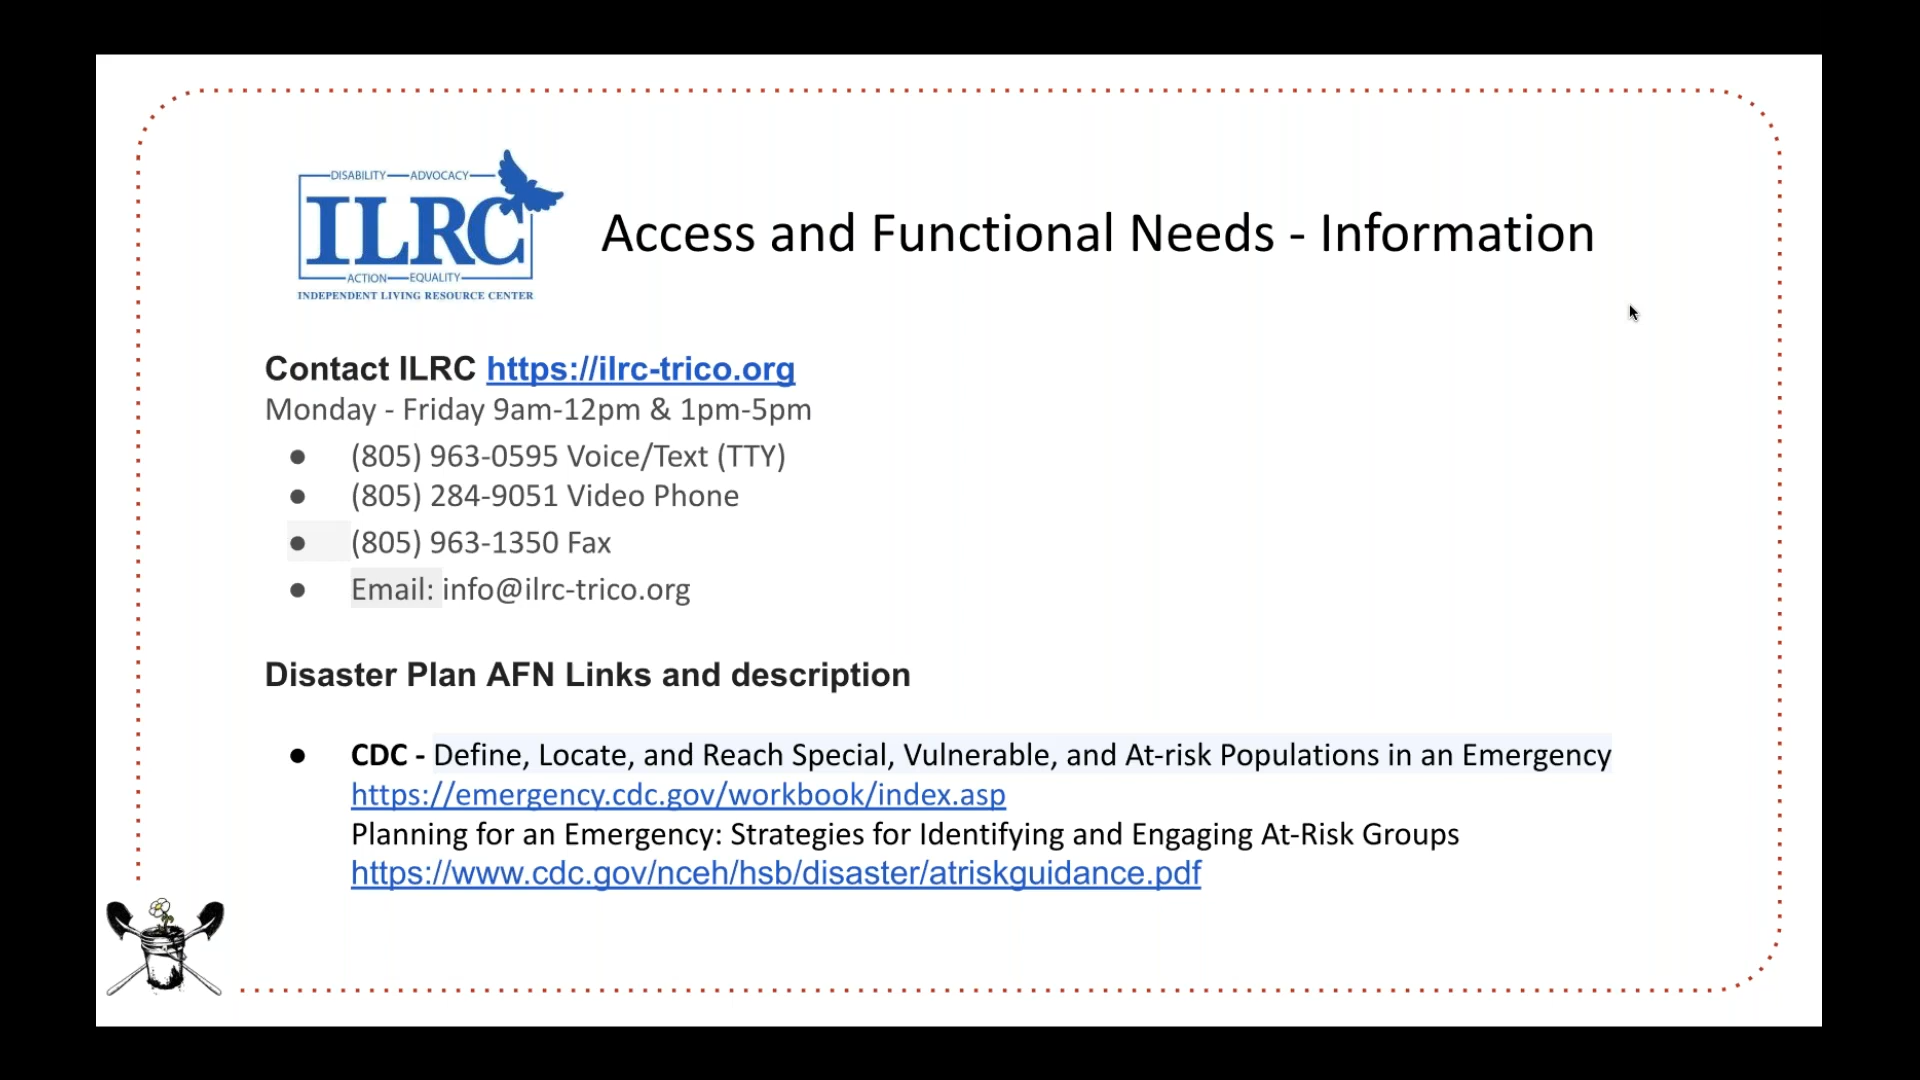 DISABILITY ADVOCACY
ILRC
ACTION EQUALITY
INDEPENDENT LIVING RESOURCE CENTER
Access and Functional Needs - Information
Contact ILRC https://ilrc-trico.org
Monday - Friday 9am-12pm & 1pm-5pm
● (805) 963-0595 Voice/Text (TTY)
● (805) 284-9051 Video Phone
● (805) 963-1350 Fax
● Email: info@ilrc-trico.org
Disaster Plan AFN Links and description
● CDC - Define, Locate, and Reach Special, Vulnerable, and At-risk Populations in an Emergency
https://emergency.cdc.gov/workbook/index.asp
Planning for an Emergency: Strategies for Identifying and Engaging At-Risk Groups
https://www.cdc.gov/nceh/hsb/disaster/atriskguidance.pdf